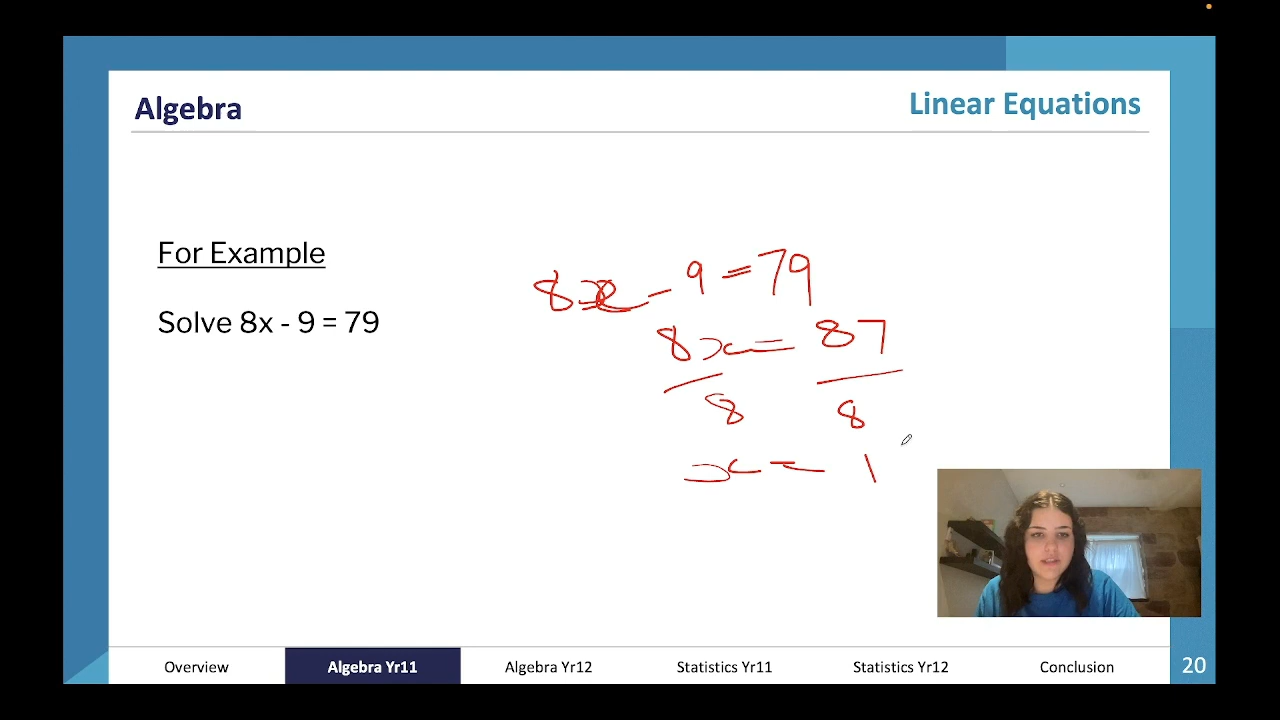 Algebra
Linear Equations
For Example
Solve 8x - 9 = 79
8x - 9 = 79
8x = 87
8 8
x = 1
Overview
Algebra Yr11
Algebra Yr12
Statistics Yr11
Statistics Yr12
Conclusion
20